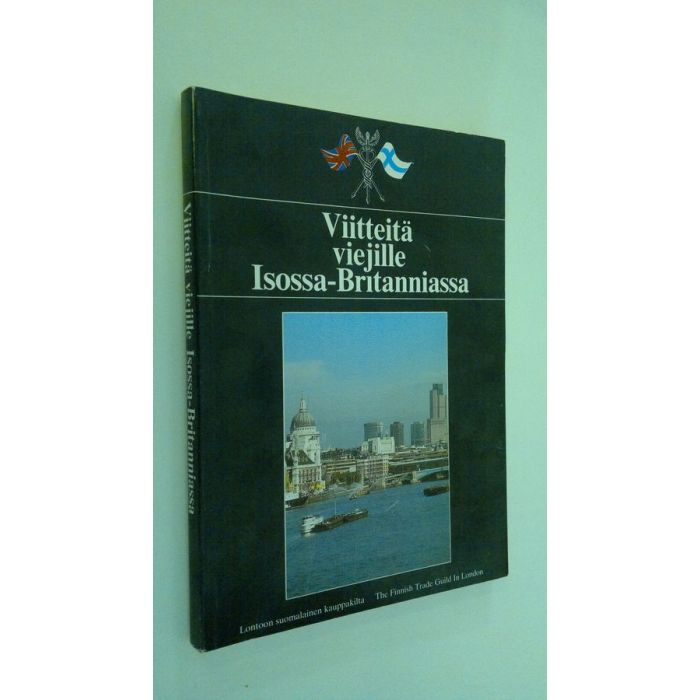 Viitteitä
viejille
Isossa-Britanniassa
Lontoon suomalainen kauppakilta The Finnish Trade Guild In London
Viitteitä viejille Isossa-Britanniassa